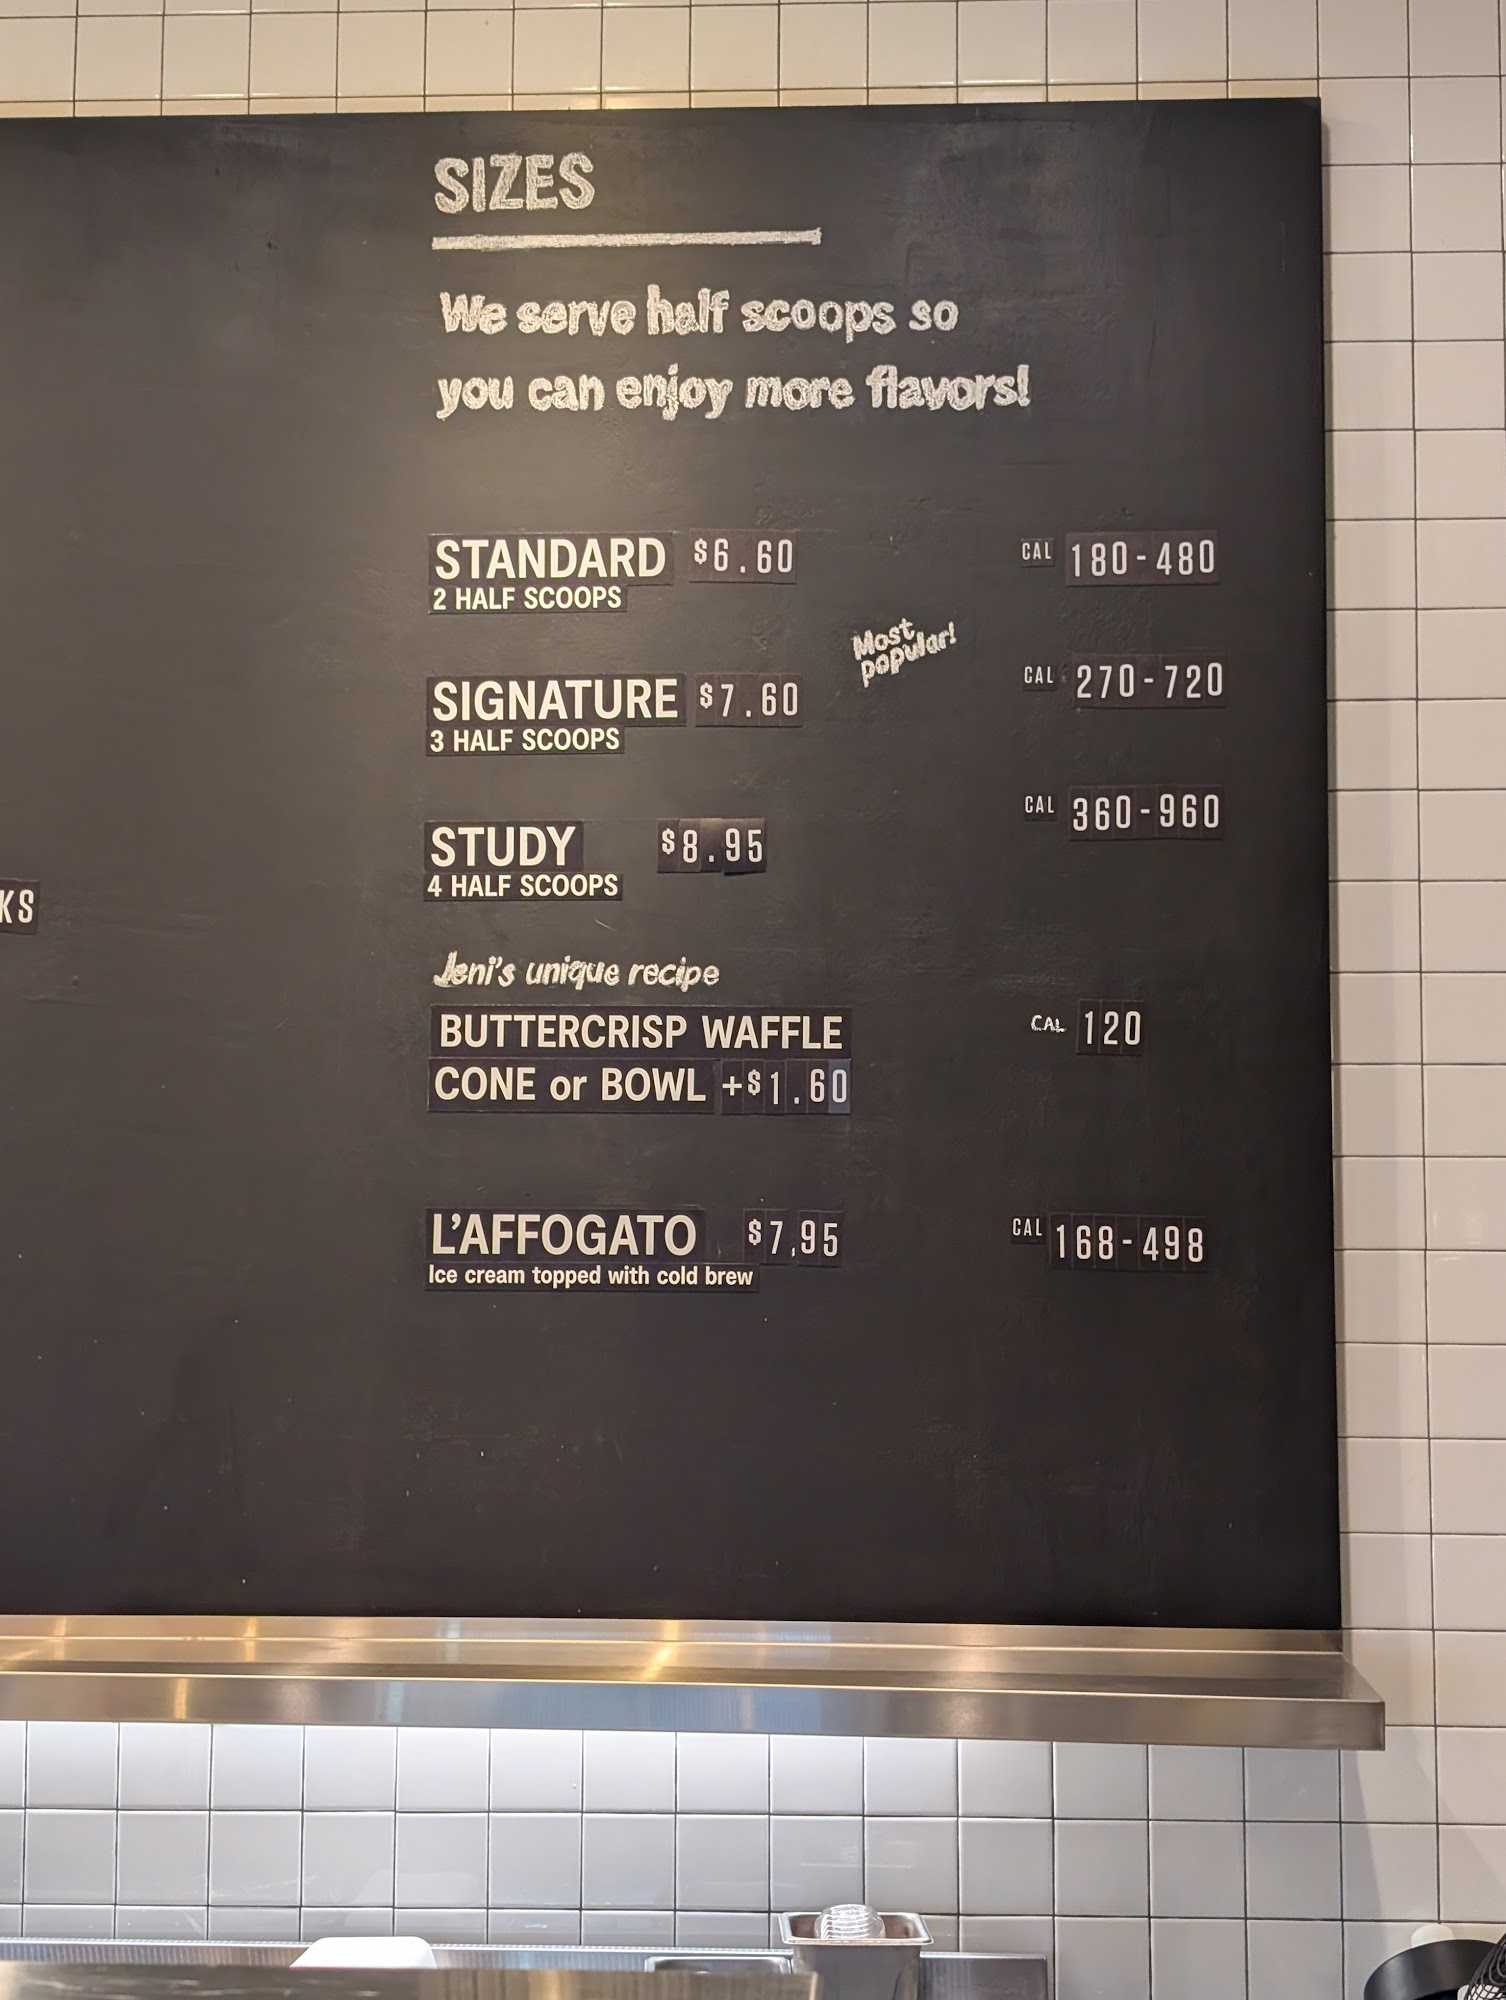 SIZES
We serve half scoops so
you can enjoy more flavors!
STANDARD $6.60 CAL 180-480
2 HALF SCOOPS
Most
popular!
SIGNATURE $7.60 CAL 270-720
3 HALF SCOOPS
STUDY $8.95 CAL 360-960
4 HALF SCOOPS
KS
Jeni's unique recipe
BUTTERCRISP WAFFLE CAL 120
CONE or BOWL +$1.60
L'AFFOGATO $7,95 CAL 168-498
Ice cream topped with cold brew